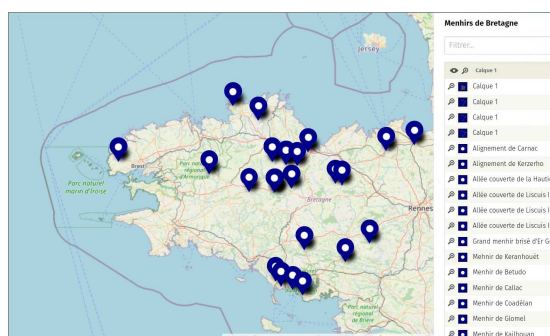 Jersey
Brest
Parc naturel
régional
d'Armorique
Parc naturel
marin d'Iroise
Bretagne
Rennes
Parc naturel
régional
de Brière
Menhirs de Bretagne
Filtrer...
Calque 1
Calque 1
Calque 1
Calque 1
Calque 1
Alignement de Carnac
Alignement de Kerzerho
Allée couverte de la Hauti
Allée couverte de Liscuis I
Allée couverte de Liscuis I
Allée couverte de Liscuis I
Grand menhir brisé d'Er G
Mehnir de Keranhouët
Menhir de Betudo
Menhir de Callac
Menhir de Coadélan
Menhir de Glomel
Menhir de Kailhouan